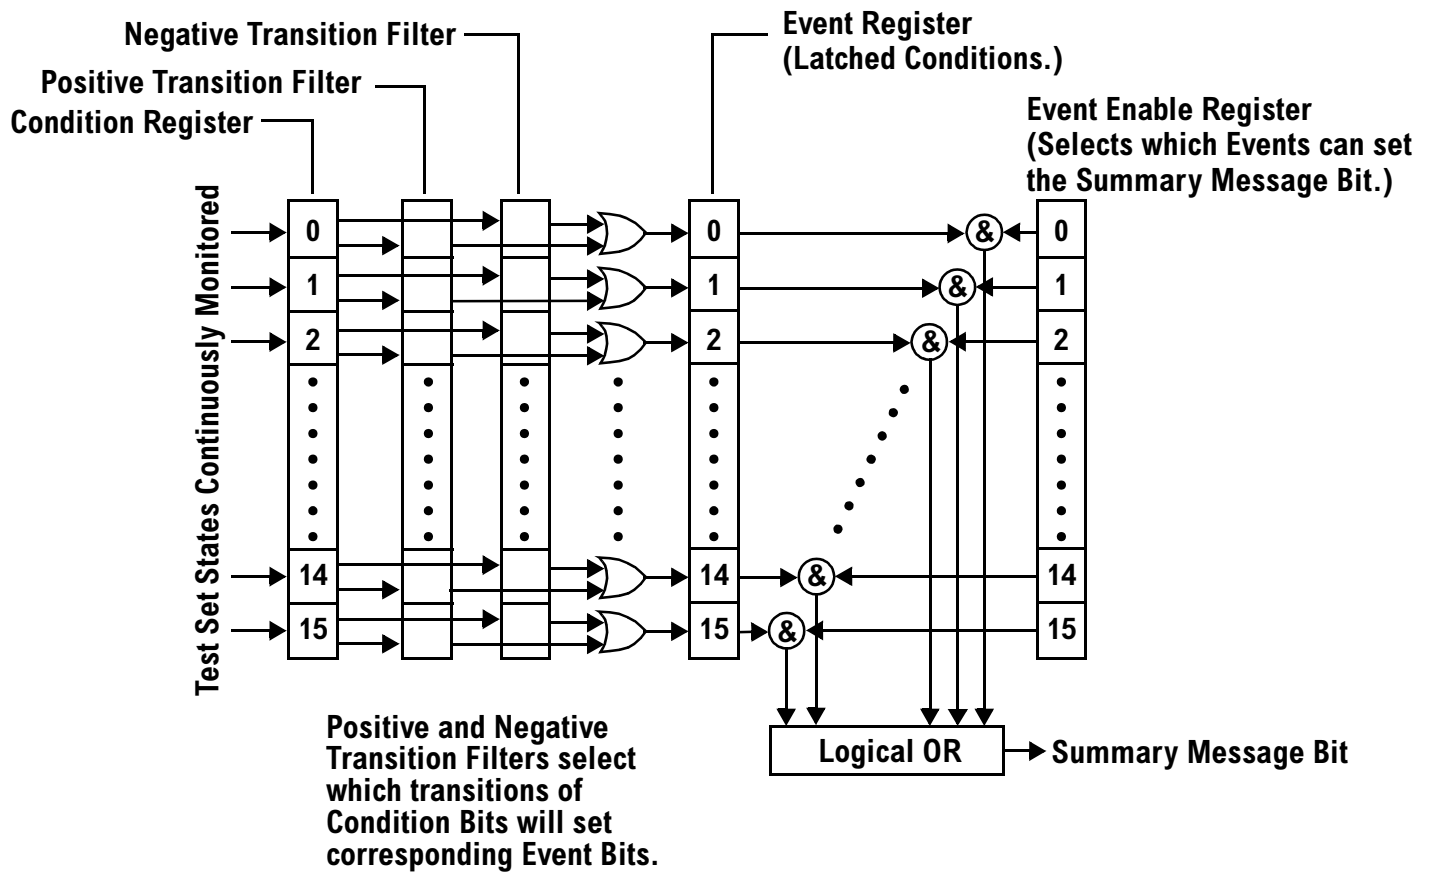 Negative Transition Filter
Positive Transition Filter
Condition Register
Event Register
(Latched Conditions.)
Event Enable Register
(Selects which Events can set
the Summary Message Bit.)
Test Set States Continuously Monitored
0 0 & 0
1 1 & 1
2 2 & 2
14 14 & 14
15 15 & 15
Positive and Negative
Transition Filters select
which transitions of
Condition Bits will set
corresponding Event Bits.
Logical OR
Summary Message Bit